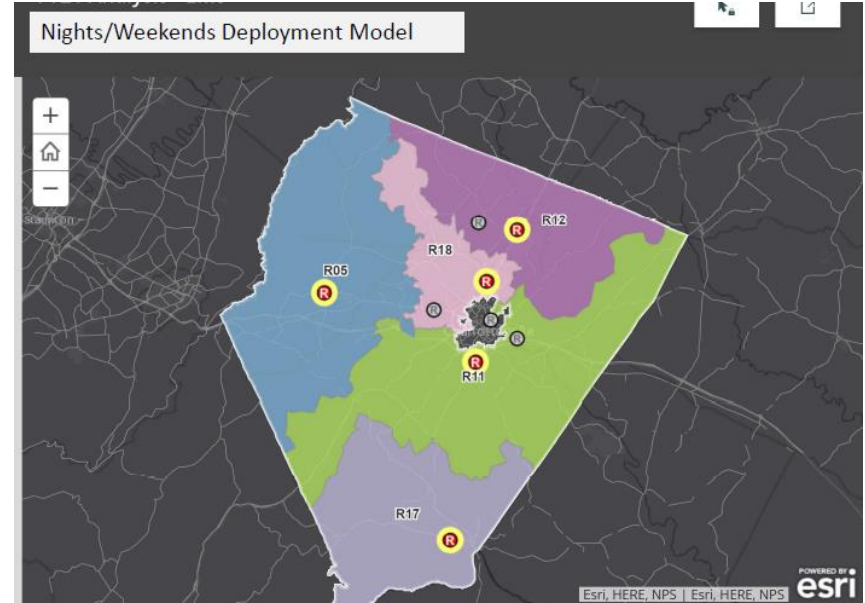 Nights/Weekends Deployment Model
+
−
R12
R
R
R18
R05
R
R
R
R
R
R
R
R11
R17
R
POWERED BY
esri
Esri, HERE, NPS | Esri, HERE, NPS